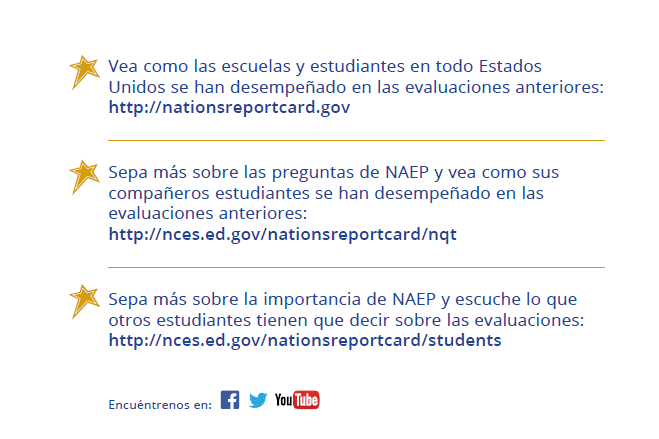 Vea como las escuelas y estudiantes en todo Estados
Unidos se han desempeñado en las evaluaciones anteriores:
http://nationsreportcard.gov
Sepa más sobre las preguntas de NAEP y vea como sus
compañeros estudiantes se han desempeñado en las
evaluaciones anteriores:
http://nces.ed.gov/nationsreportcard/nqt
Sepa más sobre la importancia de NAEP y escuche lo que
otros estudiantes tienen que decir sobre las evaluaciones:
http://nces.ed.gov/nationsreportcard/students
Encuéntrenos en: f YouTube